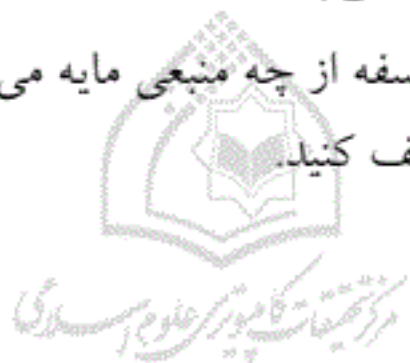 سفه از چه منبعی مایه می
ف کنید.
مرکز تحقیقات کامپیوتری علوم اسلامی